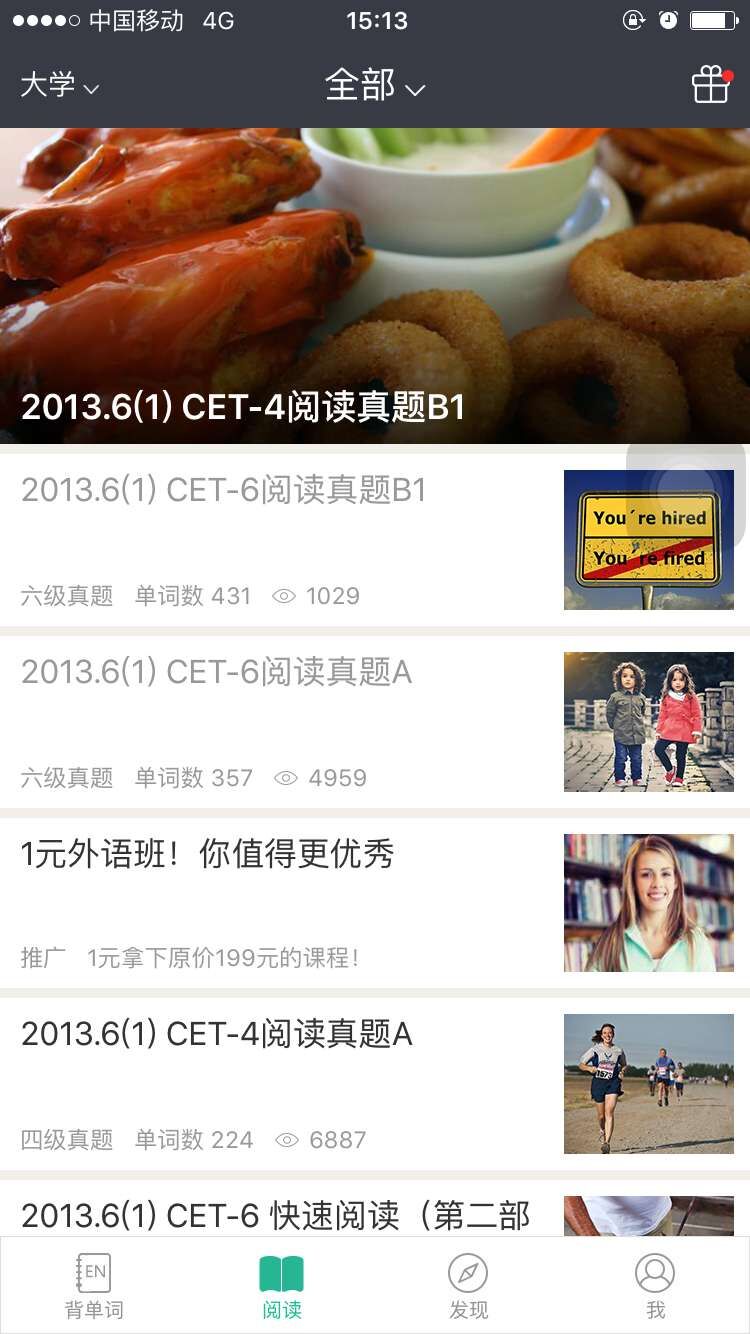 中国移动 4G 15:13
大学 全部
2013.6(1) CET-4阅读真题B1
2013.6(1) CET-6阅读真题B1
You´re hired
You´re fired
六级真题 单词数 431 1029
2013.6(1) CET-6阅读真题A
六级真题 单词数 357 4959
1元外语班！你值得更优秀
推广 1元拿下原价199元的课程！
2013.6(1) CET-4阅读真题A
四级真题 单词数 224 6887
2013.6(1) CET-6 快速阅读（第二部
EN
背单词 阅读 发现 我